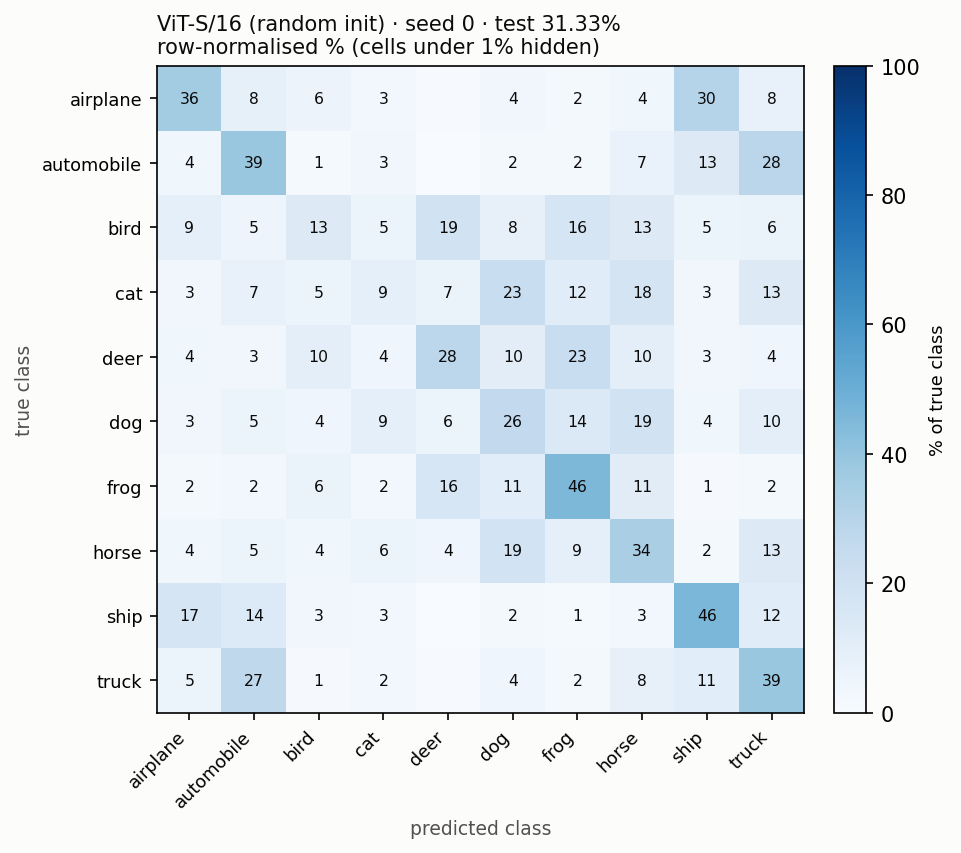 ViT-S/16 (random init) · seed 0 · test 31.33%
row-normalised % (cells under 1% hidden)
airplane 36 8 6 3 4 2 4 30 8
automobile 4 39 1 3 2 2 7 13 28
bird 9 5 13 5 19 8 16 13 5 6
cat 3 7 5 9 7 23 12 18 3 13
deer 4 3 10 4 28 10 23 10 3 4
dog 3 5 4 9 6 26 14 19 4 10
frog 2 2 6 2 16 11 46 11 1 2
horse 4 5 4 6 4 19 9 34 2 13
ship 17 14 3 3 2 1 3 46 12
truck 5 27 1 2 4 2 8 11 39
airplane automobile bird cat deer dog frog horse ship truck
predicted class
true class
100
80
60
40
20
0
% of true class